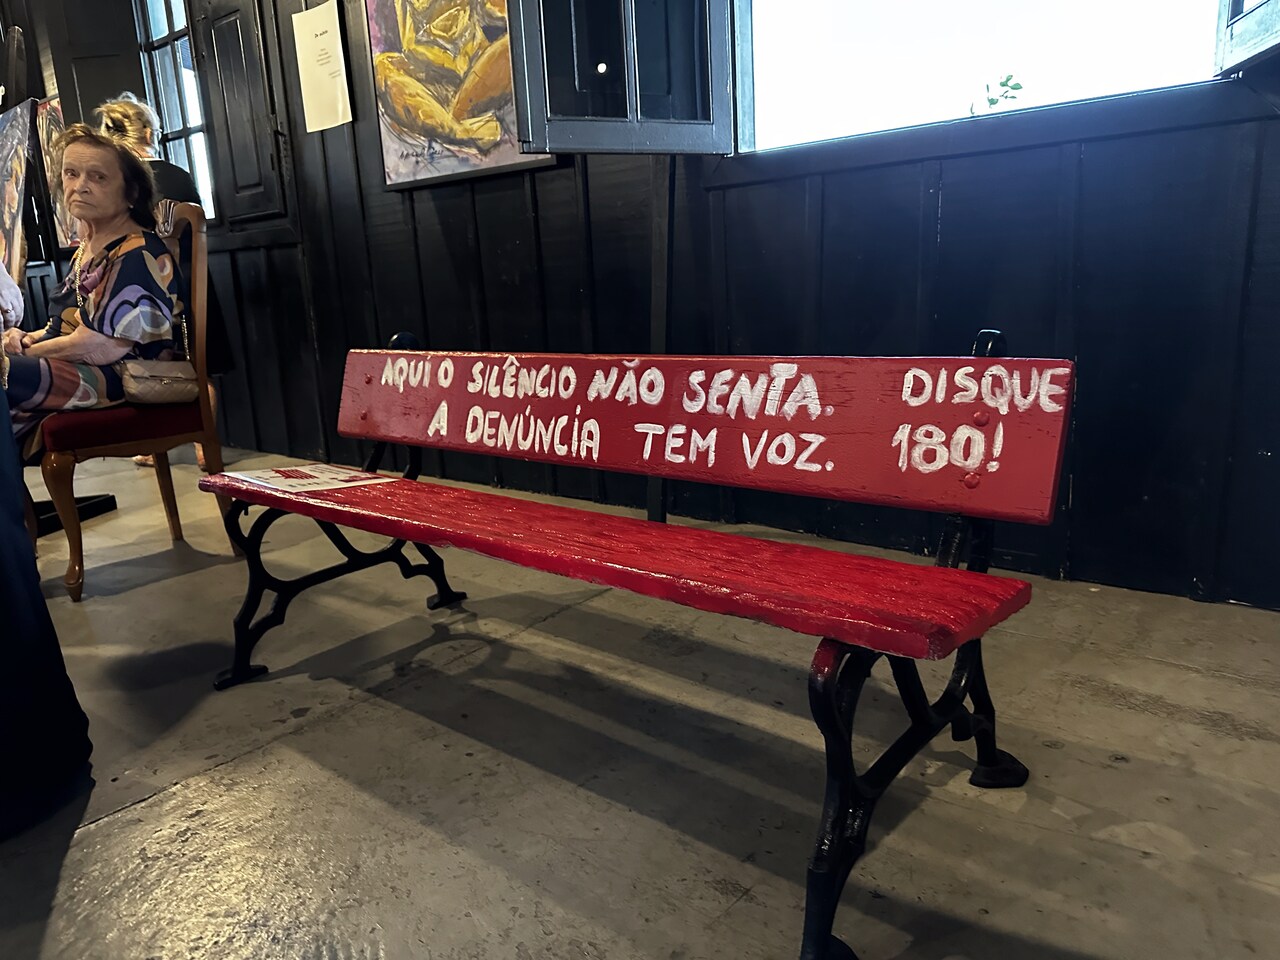 AQUI O SILÊNCIO NÃO SENTA. DISQUE
A DENÚNCIA TEM VOZ. 180!